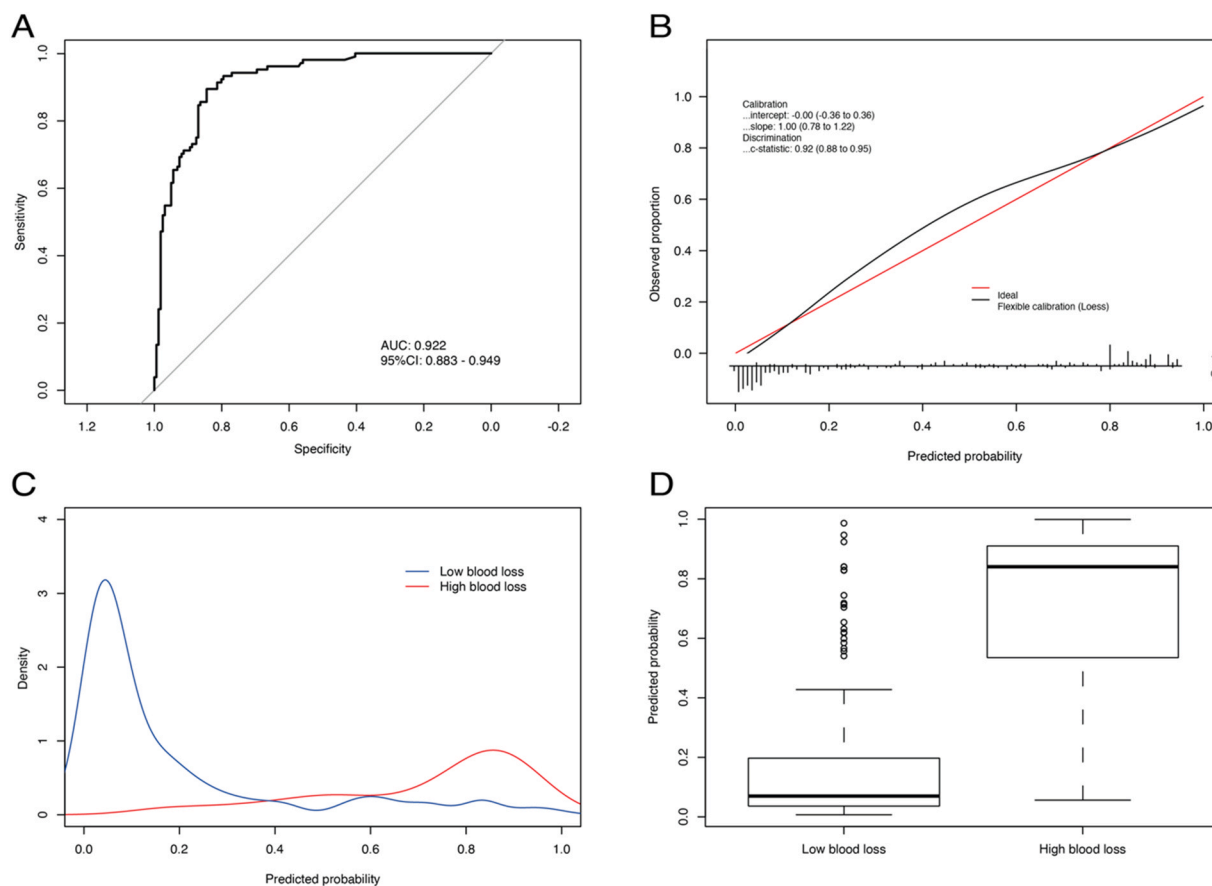 A
1.0
0.8
0.6
0.4
0.2
0.0
Sensitivity
AUC: 0.922
95%CI: 0.883 - 0.949
1.2 1.0 0.8 0.6 0.4 0.2 0.0 -0.2
Specificity
B
1.0
0.8
0.6
0.4
0.2
0.0
Observed proportion
Calibration
...intercept: -0.00 (-0.36 to 0.36)
...slope: 1.00 (0.78 to 1.22)
Discrimination
...c-statistic: 0.92 (0.88 to 0.95)
Ideal
Flexible calibration (Loess)
0.0 0.2 0.4 0.6 0.8 1.0
Predicted probability
C
4
3
2
1
0
Density
Low blood loss
High blood loss
0.0 0.2 0.4 0.6 0.8 1.0
Predicted probability
D
1.0
0.8
0.6
0.4
0.2
0.0
Predicted probability
Low blood loss High blood loss